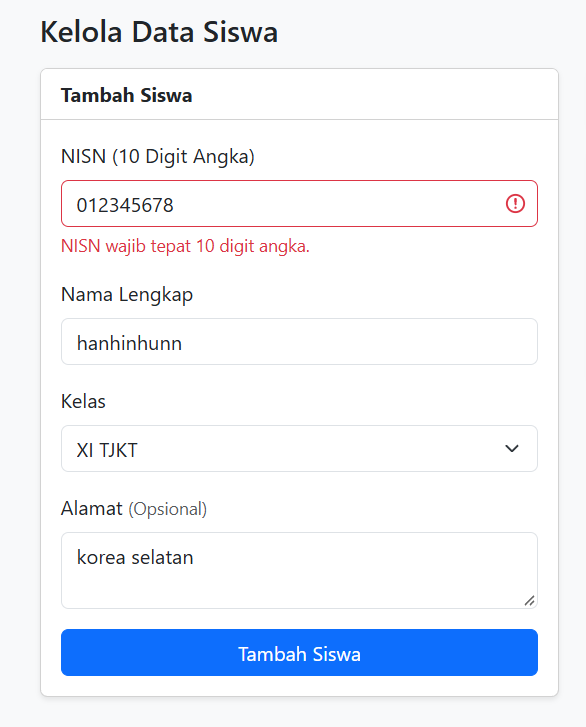 Kelola Data Siswa
Tambah Siswa
NISN (10 Digit Angka)
012345678
NISN wajib tepat 10 digit angka.
Nama Lengkap
hanhinhunn
Kelas
XI TJKT
Alamat (Opsional)
korea selatan
Tambah Siswa